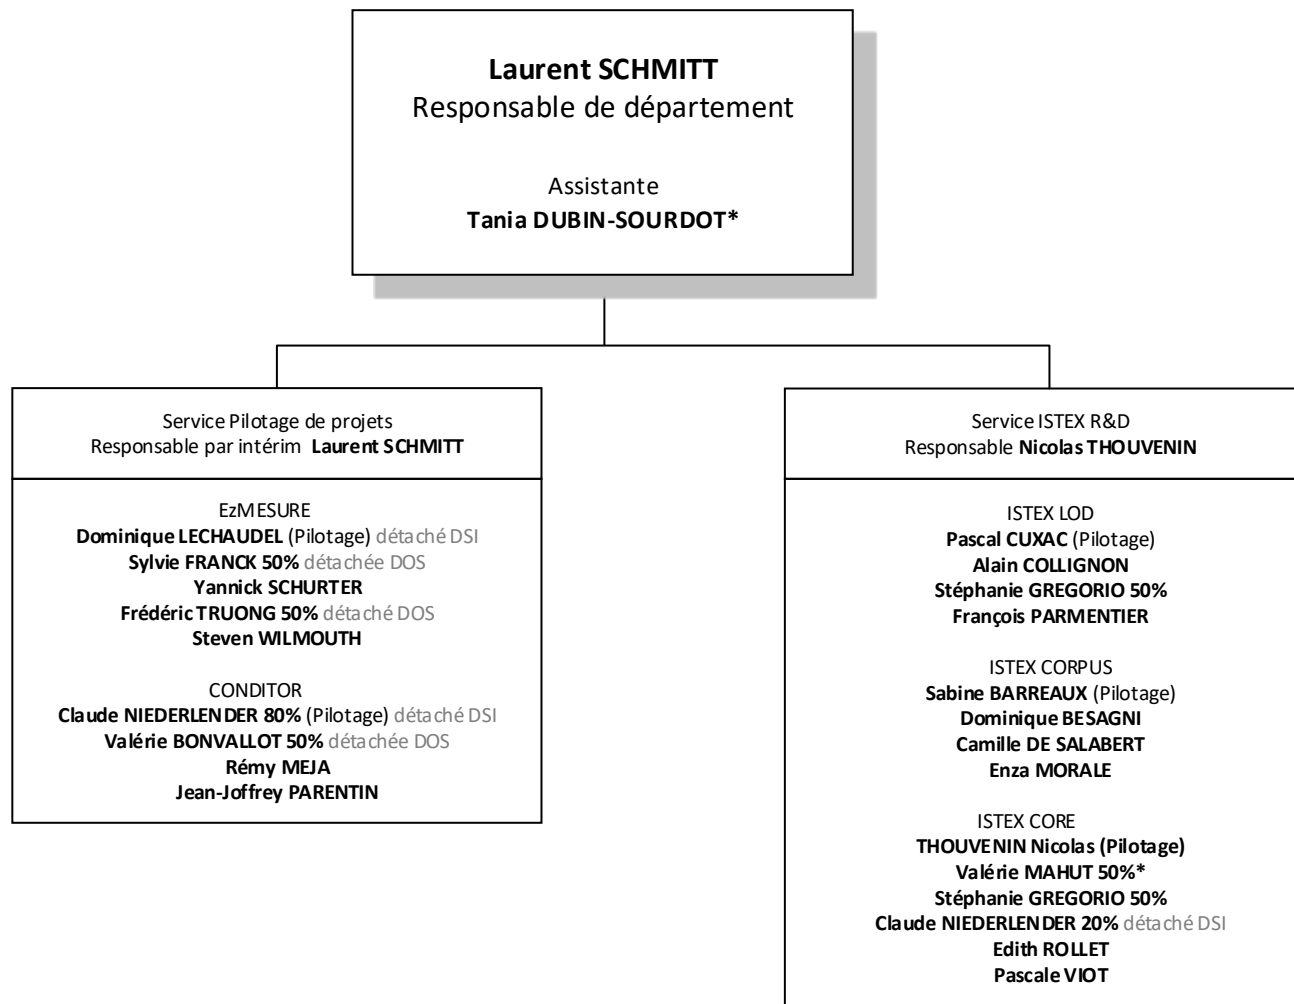 Laurent SCHMITT
Responsable de département
Assistante
Tania DUBIN-SOURDOT*
Service Pilotage de projets
Responsable par intérim Laurent SCHMITT
EzMESURE
Dominique LECHAUDEL (Pilotage) détaché DSI
Sylvie FRANCK 50% détachée DOS
Yannick SCHURTER
Frédéric TRUONG 50% détaché DOS
Steven WILMOUTH
CONDITOR
Claude NIEDERLENDER 80% (Pilotage) détaché DSI
Valérie BONVALLOT 50% détachée DOS
Rémy MEJA
Jean-Joffrey PARENTIN
Service ISTEX R&D
Responsable Nicolas THOUVENIN
ISTEX LOD
Pascal CUXAC (Pilotage)
Alain COLLIGNON
Stéphanie GREGORIO 50%
François PARMENTIER
ISTEX CORPUS
Sabine BARREAUX (Pilotage)
Dominique BESAGNI
Camille DE SALABERT
Enza MORALE
ISTEX CORE
THOUVENIN Nicolas (Pilotage)
Valérie MAHUT 50%*
Stéphanie GREGORIO 50%
Claude NIEDERLENDER 20% détaché DSI
Edith ROLLET
Pascale VIOT